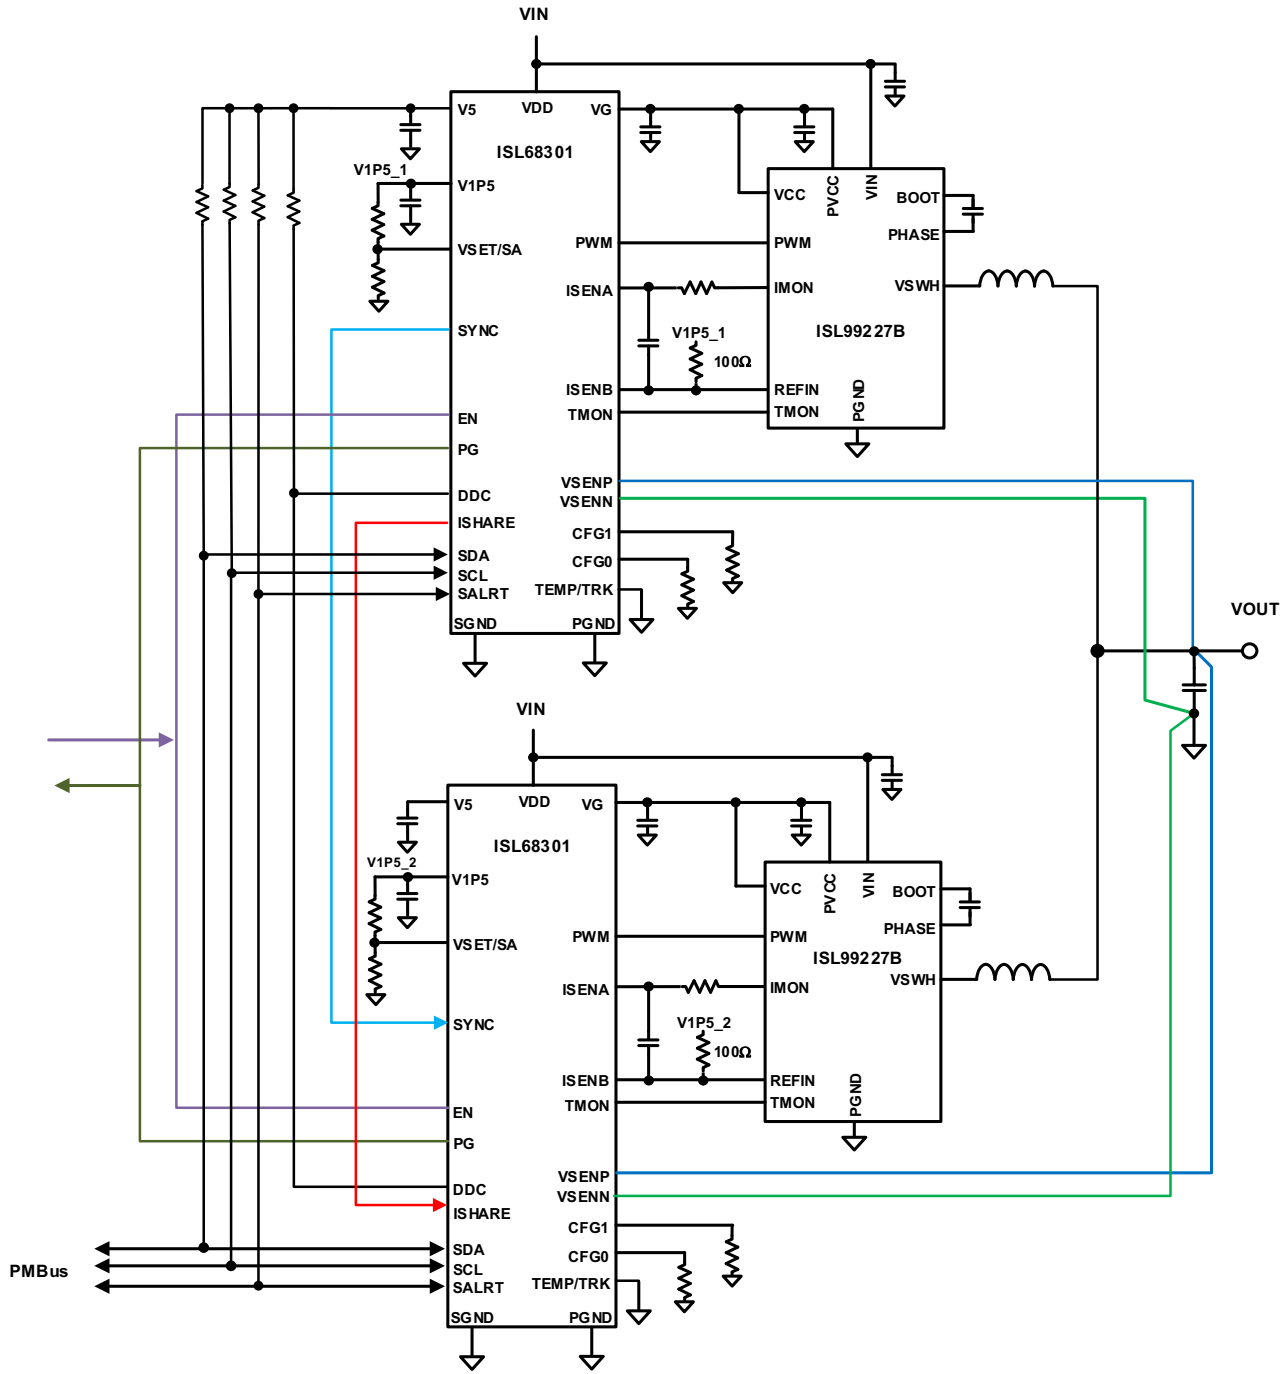 VIN
V5
VDD
VG
ISL68301
V1P5_1
V1P5
VSET/SA
PWM
ISENA
SYNC
ISENB
EN
TMON
PG
VSENP
DDC
VSENN
ISHARE
CFG1
SDA
CFG0
SCL
SALRT
TEMP/TRK
SGND
PGND
VCC
PVCC
VIN
BOOT
PHASE
PWM
IMON
VSWH
V1P5_1
100Ω
ISL99227B
REFIN
TMON
PGND
VOUT
VIN
V5
VDD
VG
ISL68301
V1P5_2
V1P5
VSET/SA
PWM
ISENA
SYNC
ISENB
EN
TMON
PG
VSENP
DDC
VSENN
ISHARE
CFG1
SDA
CFG0
SCL
SALRT
TEMP/TRK
SGND
PGND
VCC
PVCC
VIN
BOOT
PHASE
PWM
ISL99227B
IMON
VSWH
V1P5_2
100Ω
REFIN
TMON
PGND
PMBus